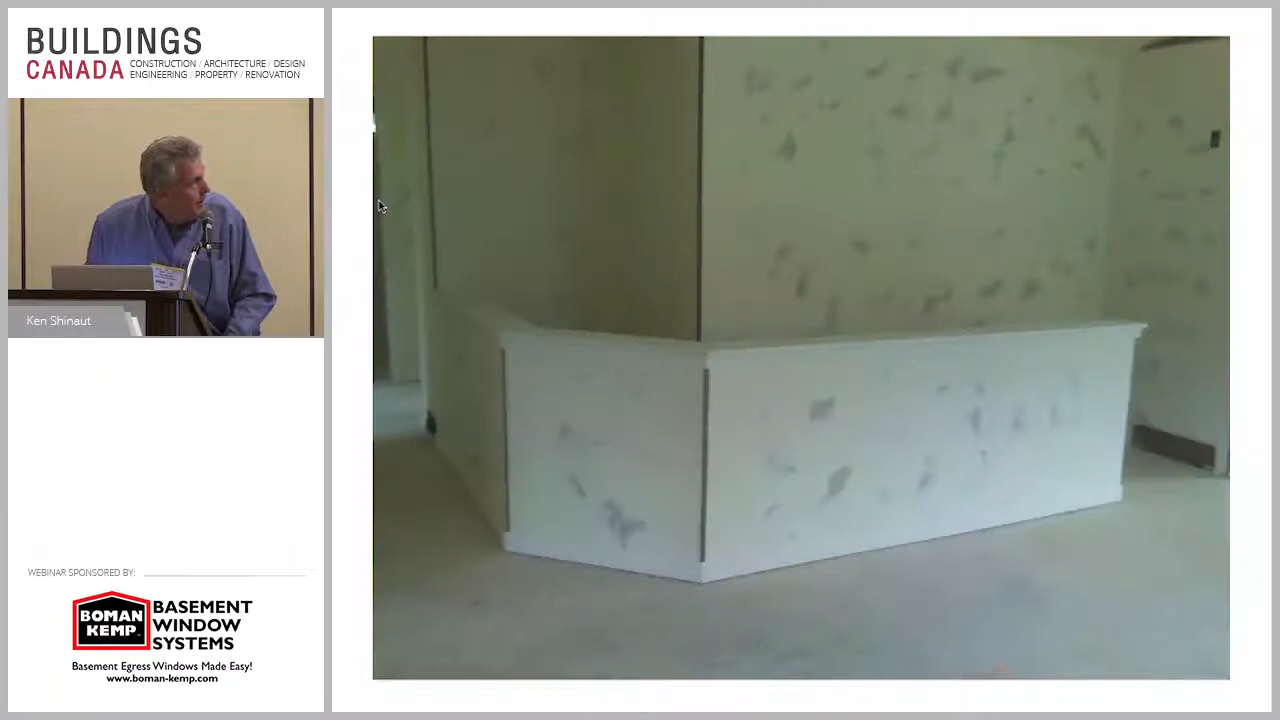 BUILDINGS
CANADA CONSTRUCTION / ARCHITECTURE / DESIGN
ENGINEERING / PROPERTY / RENOVATION
Ken Shinaut
WEBINAR SPONSORED BY:
BOMAN
KEMP
BASEMENT
WINDOW
SYSTEMS
Basement Egress Windows Made Easy!
www.boman-kemp.com